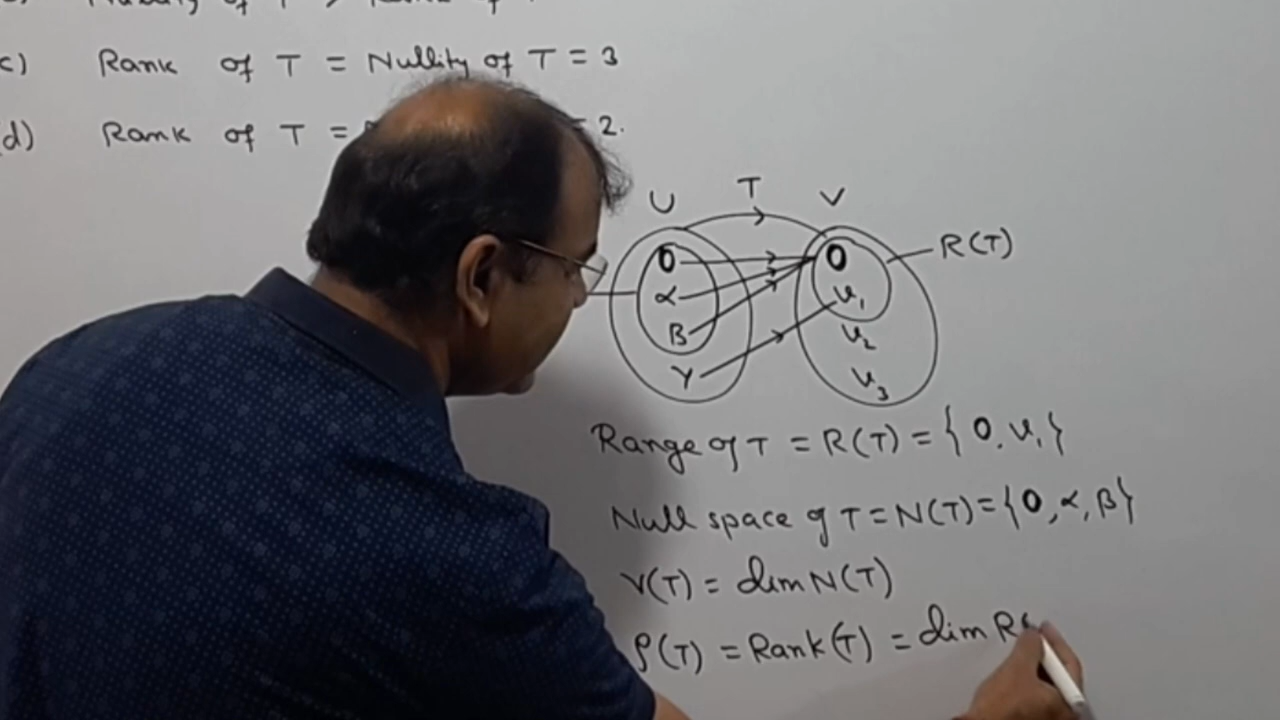 c) Rank of T = Nullity of T = 3
(d) Rank of T = = 2.
U T V
0 0 R(T)
α v₁
β v₂
γ v₃
Range of T = R(T) = { 0, v₁ }
Null space of T = N(T) = {0, α, β}
ν(T) = dim N(T)
ρ(T) = Rank(T) = dim R(